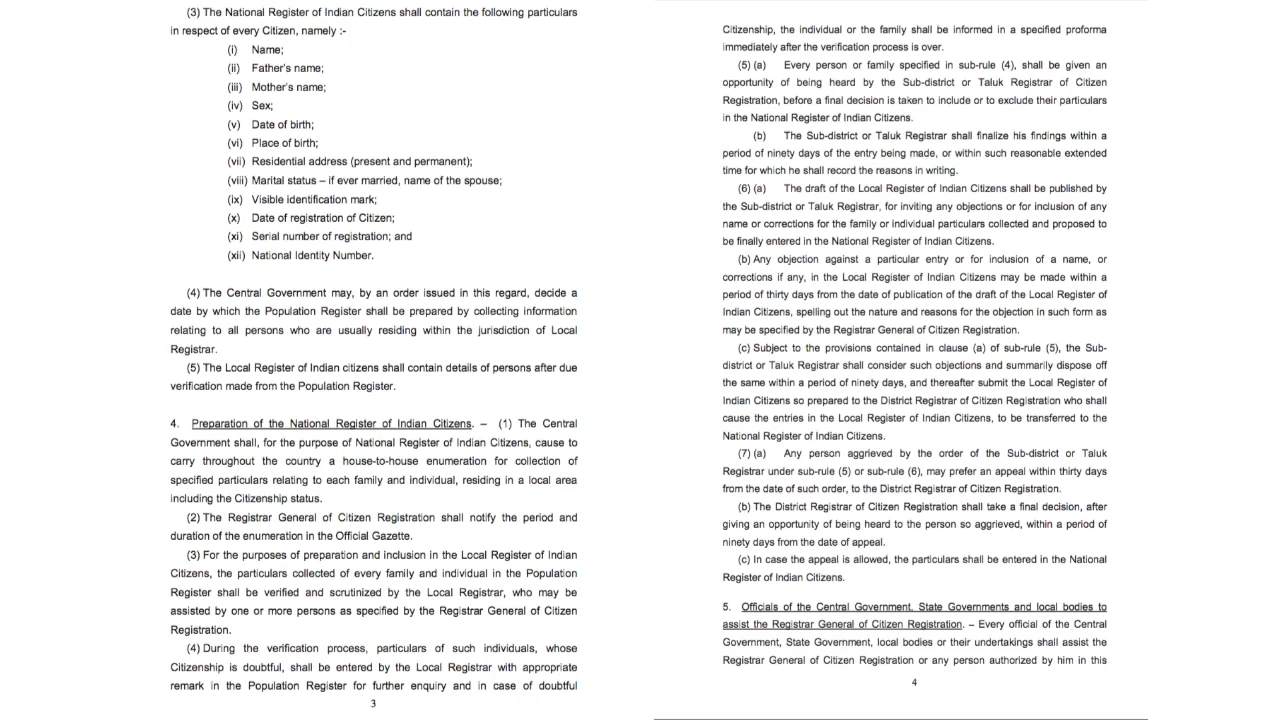 (3) The National Register of Indian Citizens shall contain the following particulars
in respect of every Citizen, namely :-
(i) Name;
(ii) Father's name;
(iii) Mother's name;
(iv) Sex;
(v) Date of birth;
(vi) Place of birth;
(vii) Residential address (present and permanent);
(viii) Marital status – if ever married, name of the spouse;
(ix) Visible identification mark;
(x) Date of registration of Citizen;
(xi) Serial number of registration; and
(xii) National Identity Number.
(4) The Central Government may, by an order issued in this regard, decide a
date by which the Population Register shall be prepared by collecting information
relating to all persons who are usually residing within the jurisdiction of Local
Registrar.
(5) The Local Register of Indian citizens shall contain details of persons after due
verification made from the Population Register.
4. Preparation of the National Register of Indian Citizens. – (1) The Central
Government shall, for the purpose of National Register of Indian Citizens, cause to
carry throughout the country a house-to-house enumeration for collection of
specified particulars relating to each family and individual, residing in a local area
including the Citizenship status.
(2) The Registrar General of Citizen Registration shall notify the period and
duration of the enumeration in the Official Gazette.
(3) For the purposes of preparation and inclusion in the Local Register of Indian
Citizens, the particulars collected of every family and individual in the Population
Register shall be verified and scrutinized by the Local Registrar, who may be
assisted by one or more persons as specified by the Registrar General of Citizen
Registration.
(4) During the verification process, particulars of such individuals, whose
Citizenship is doubtful, shall be entered by the Local Registrar with appropriate
remark in the Population Register for further enquiry and in case of doubtful
3
Citizenship, the individual or the family shall be informed in a specified proforma
immediately after the verification process is over.
(5) (a) Every person or family specified in sub-rule (4), shall be given an
opportunity of being heard by the Sub-district or Taluk Registrar of Citizen
Registration, before a final decision is taken to include or to exclude their particulars
in the National Register of Indian Citizens.
(b) The Sub-district or Taluk Registrar shall finalize his findings within a
period of ninety days of the entry being made, or within such reasonable extended
time for which he shall record the reasons in writing.
(6) (a) The draft of the Local Register of Indian Citizens shall be published by
the Sub-district or Taluk Registrar, for inviting any objections or for inclusion of any
name or corrections for the family or individual particulars collected and proposed to
be finally entered in the National Register of Indian Citizens.
(b) Any objection against a particular entry or for inclusion of a name, or
corrections if any, in the Local Register of Indian Citizens may be made within a
period of thirty days from the date of publication of the draft of the Local Register of
Indian Citizens, spelling out the nature and reasons for the objection in such form as
may be specified by the Registrar General of Citizen Registration.
(c) Subject to the provisions contained in clause (a) of sub-rule (5), the Sub-
district or Taluk Registrar shall consider such objections and summarily dispose off
the same within a period of ninety days, and thereafter submit the Local Register of
Indian Citizens so prepared to the District Registrar of Citizen Registration who shall
cause the entries in the Local Register of Indian Citizens, to be transferred to the
National Register of Indian Citizens.
(7) (a) Any person aggrieved by the order of the Sub-district or Taluk
Registrar under sub-rule (5) or sub-rule (6), may prefer an appeal within thirty days
from the date of such order, to the District Registrar of Citizen Registration.
(b) The District Registrar of Citizen Registration shall take a final decision, after
giving an opportunity of being heard to the person so aggrieved, within a period of
ninety days from the date of appeal.
(c) In case the appeal is allowed, the particulars shall be entered in the National
Register of Indian Citizens.
5. Officials of the Central Government, State Governments and local bodies to
assist the Registrar General of Citizen Registration. – Every official of the Central
Government, State Government, local bodies or their undertakings shall assist the
Registrar General of Citizen Registration or any person authorized by him in this
4